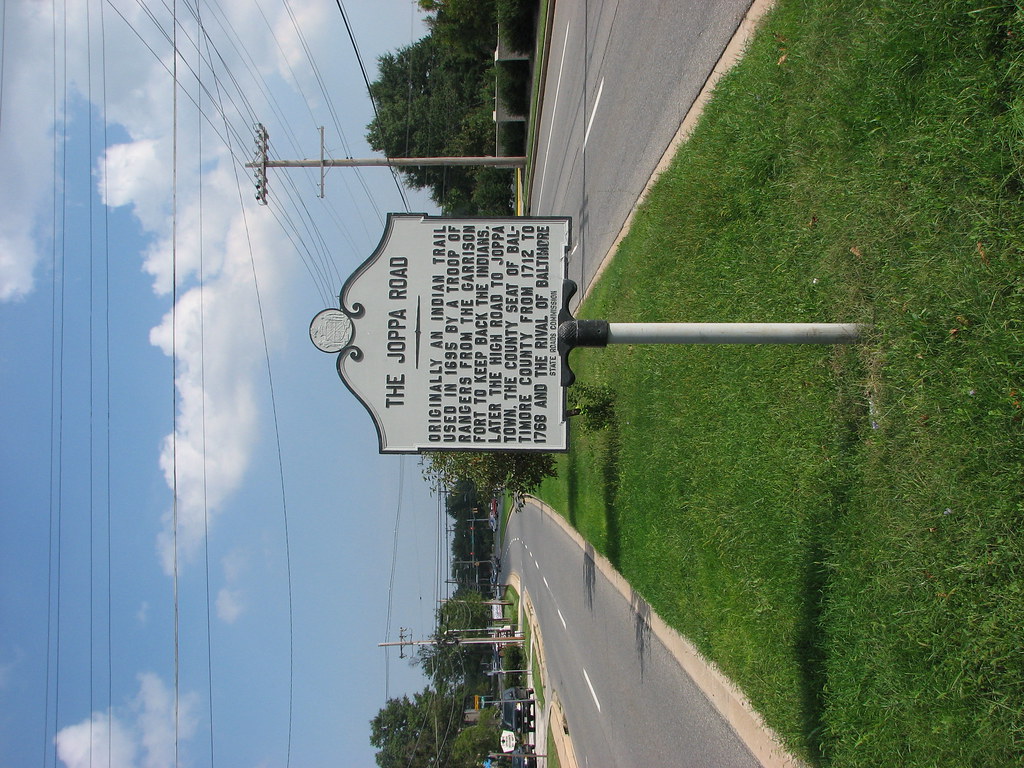 THE JOPPA ROAD
ORIGINALLY AN INDIAN TRAIL
USED IN 1695 BY A TROOP OF
RANGERS FROM THE GARRISON
FORT TO KEEP BACK THE INDIANS.
LATER THE HIGH ROAD TO JOPPA
TOWN, THE COUNTY SEAT OF BAL-
TIMORE COUNTY FROM 1712 TO
1768 AND THE RIVAL OF BALTIMORE
STATE ROADS COMMISSION